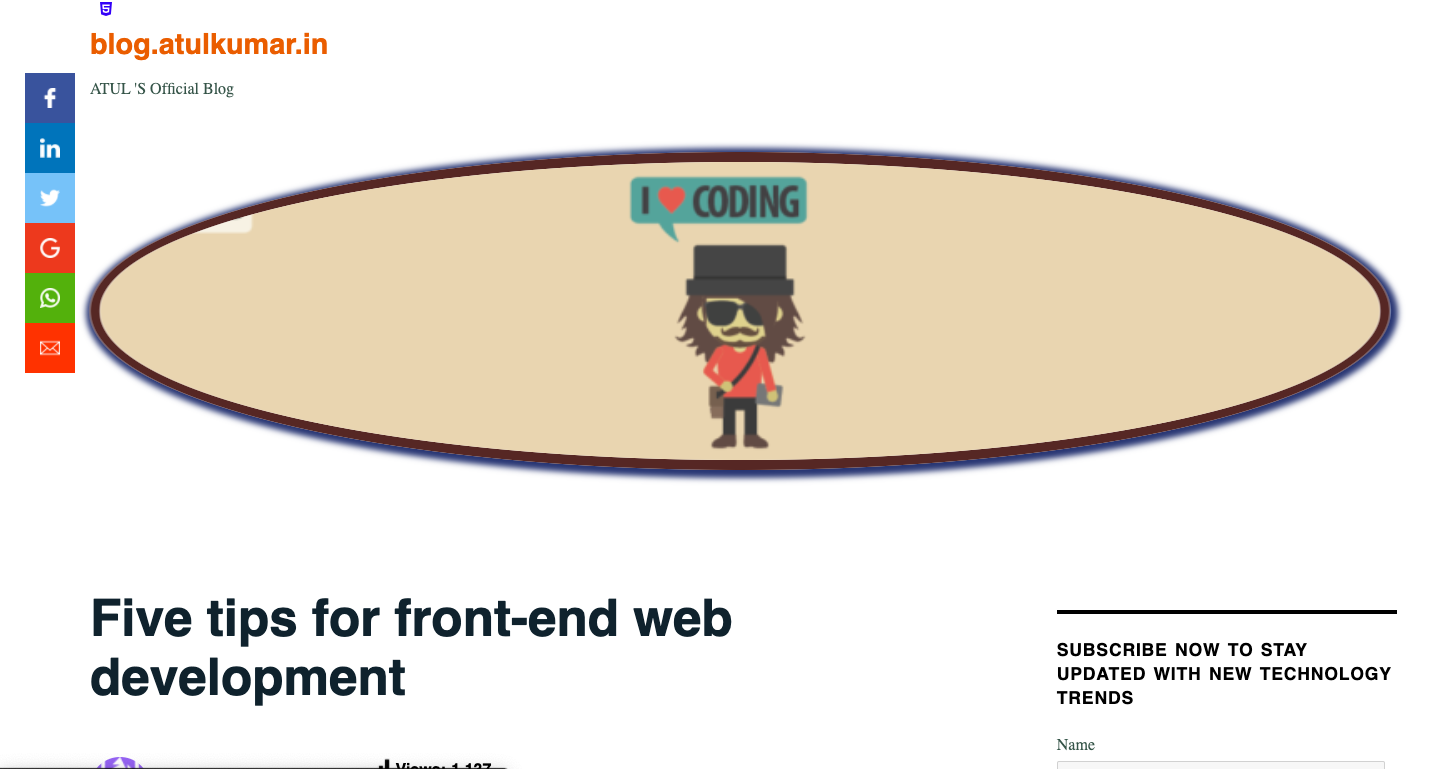 blog.atulkumar.in
ATUL 'S Official Blog
I ❤ CODING
Five tips for front-end web
development
SUBSCRIBE NOW TO STAY
UPDATED WITH NEW TECHNOLOGY
TRENDS
Name
Views: 1,127